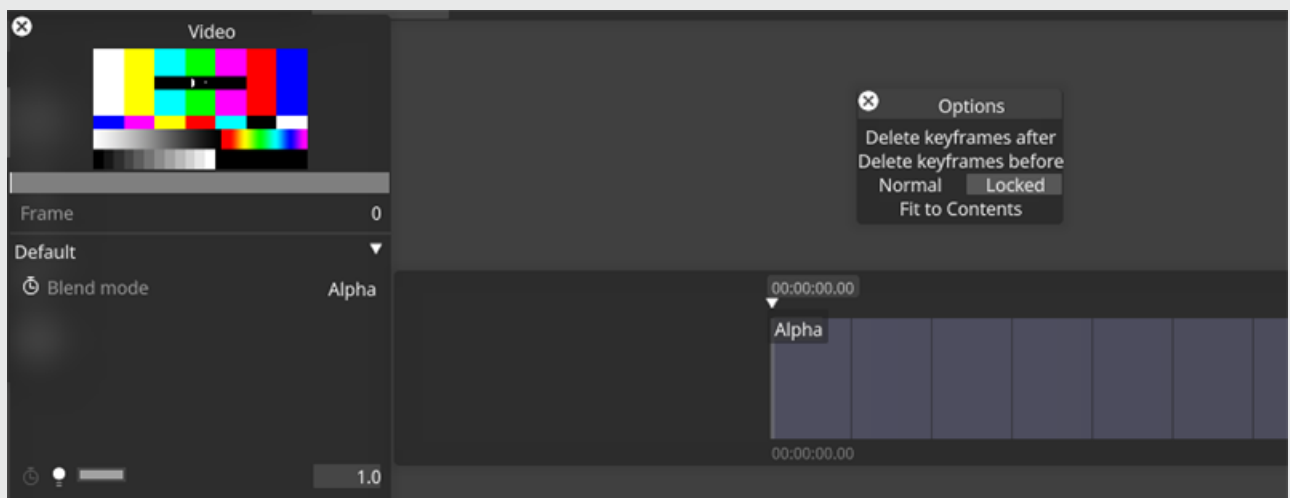 Video
Frame 0
Default
Blend mode Alpha
1.0
Options
Delete keyframes after
Delete keyframes before
Normal Locked
Fit to Contents
00:00:00.00
Alpha
00:00:00.00